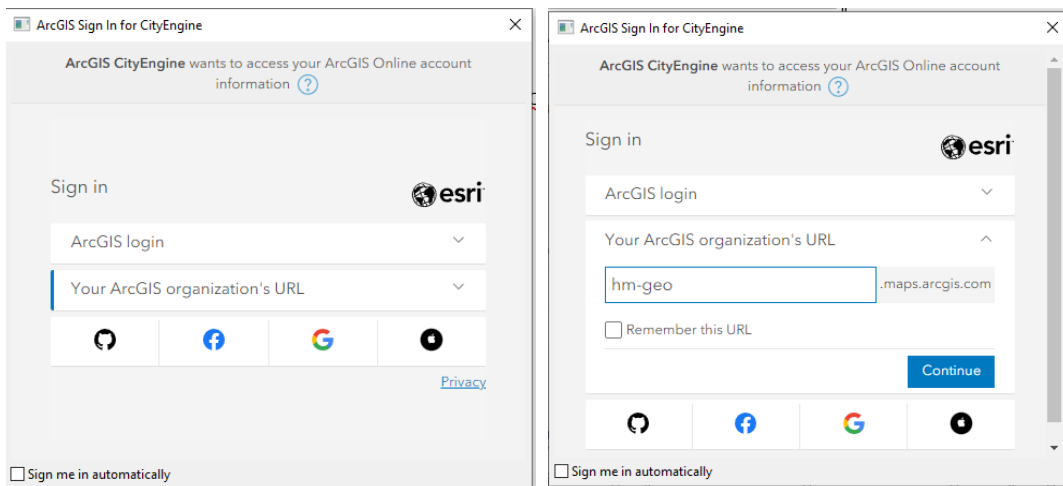 ArcGIS Sign In for CityEngine
ArcGIS CityEngine wants to access your ArcGIS Online account
information ?
Sign in
esri
ArcGIS login
Your ArcGIS organization's URL
Privacy
Sign me in automatically
ArcGIS Sign In for CityEngine
ArcGIS CityEngine wants to access your ArcGIS Online account
information ?
Sign in
esri
ArcGIS login
Your ArcGIS organization's URL
hm-geo .maps.arcgis.com
Remember this URL
Continue
Sign me in automatically